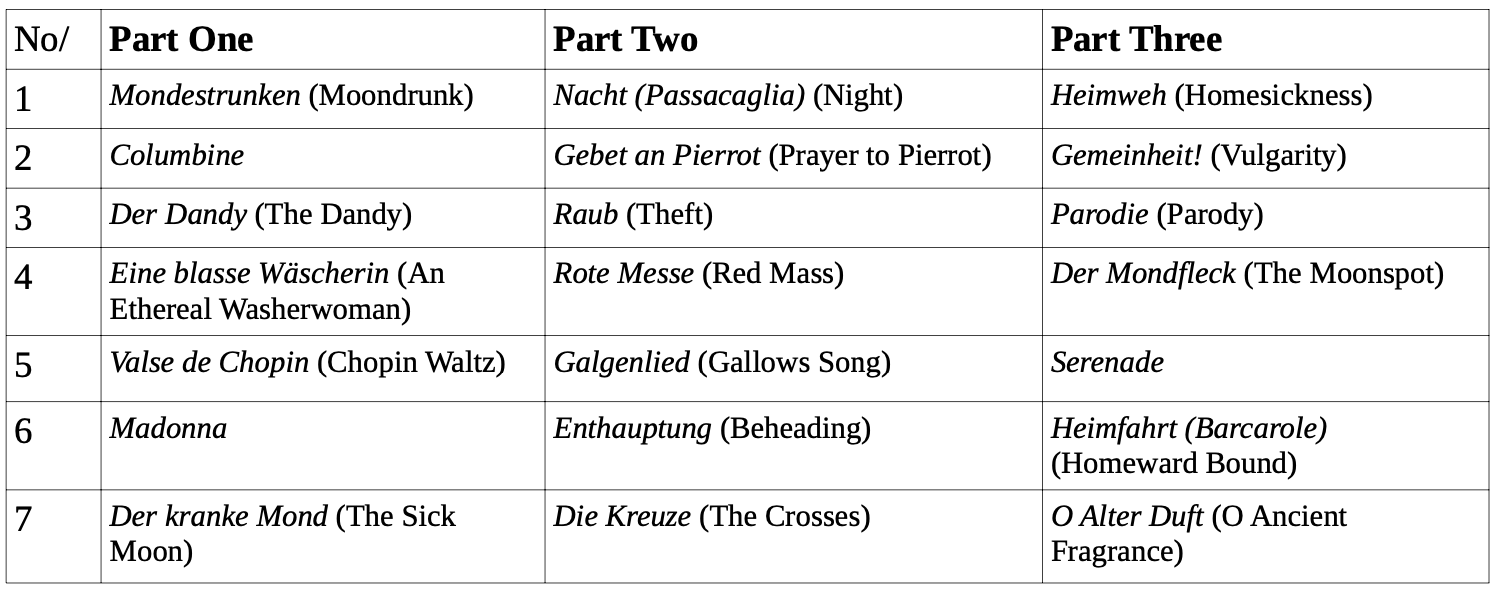 No/ Part One Part Two Part Three
1 Mondestrunken (Moondrunk) Nacht (Passacaglia) (Night) Heimweh (Homesickness)
2 Columbine Gebet an Pierrot (Prayer to Pierrot) Gemeinheit! (Vulgarity)
3 Der Dandy (The Dandy) Raub (Theft) Parodie (Parody)
4 Eine blasse Wäscherin (An Ethereal Washerwoman) Rote Messe (Red Mass) Der Mondfleck (The Moonspot)
5 Valse de Chopin (Chopin Waltz) Galgenlied (Gallows Song) Serenade
6 Madonna Enthauptung (Beheading) Heimfahrt (Barcarole) (Homeward Bound)
7 Der kranke Mond (The Sick Moon) Die Kreuze (The Crosses) O Alter Duft (O Ancient Fragrance)